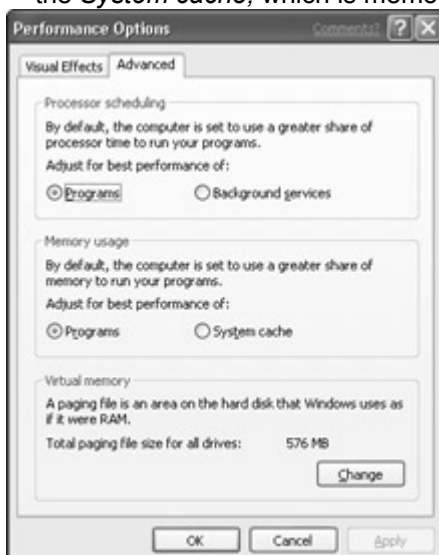 the System cache, which is memo
Performance Options Comments?
Visual Effects Advanced
Processor scheduling
By default, the computer is set to use a greater share of
processor time to run your programs.
Adjust for best performance of:
Programs Background services
Memory usage
By default, the computer is set to use a greater share of
memory to run your programs.
Adjust for best performance of:
Programs System cache
Virtual memory
A paging file is an area on the hard disk that Windows uses as
if it were RAM.
Total paging file size for all drives: 576 MB
Change
OK Cancel Apply